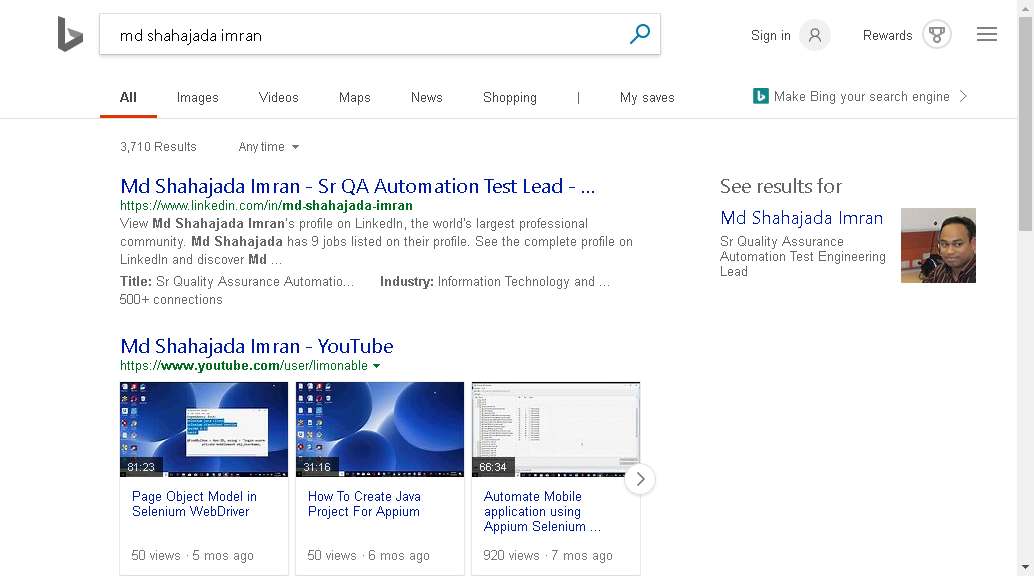 md shahajada imran
Sign in
Rewards
All
Images
Videos
Maps
News
Shopping
|
My saves
Make Bing your search engine
3,710 Results
Any time
Md Shahajada Imran - Sr QA Automation Test Lead - ...
https://www.linkedin.com/in/md-shahajada-imran
View Md Shahajada Imran's profile on LinkedIn, the world's largest professional
community. Md Shahajada has 9 jobs listed on their profile. See the complete profile on
LinkedIn and discover Md ...
Title: Sr Quality Assurance Automatio...
Industry: Information Technology and ...
500+ connections
See results for
Md Shahajada Imran
Sr Quality Assurance
Automation Test Engineering
Lead
Md Shahajada Imran - YouTube
https://www.youtube.com/user/limonable
81:23
Page Object Model in
Selenium WebDriver
50 views · 5 mos ago
31:16
How To Create Java
Project For Appium
50 views · 6 mos ago
66:34
Automate Mobile
application using
Appium Selenium ...
920 views · 7 mos ago